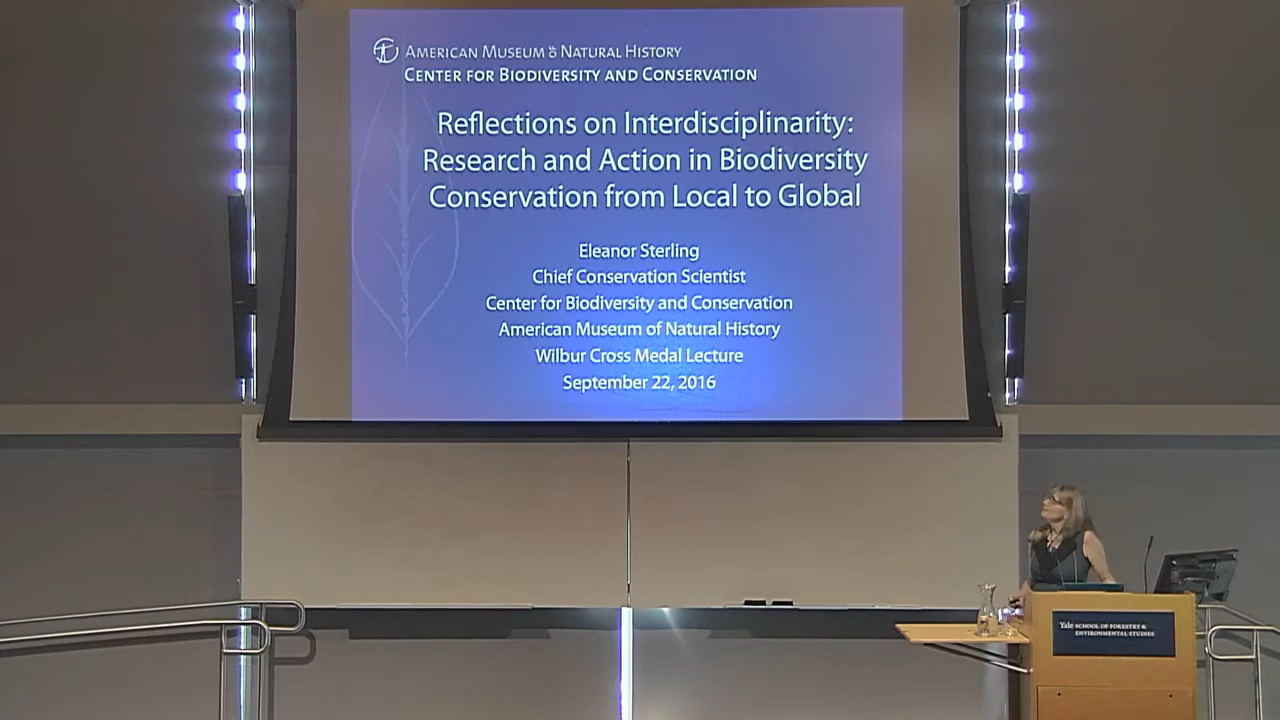 AMERICAN MUSEUM OF NATURAL HISTORY
CENTER FOR BIODIVERSITY AND CONSERVATION
Reflections on Interdisciplinarity:
Research and Action in Biodiversity
Conservation from Local to Global
Eleanor Sterling
Chief Conservation Scientist
Center for Biodiversity and Conservation
American Museum of Natural History
Wilbur Cross Medal Lecture
September 22, 2016
Yale SCHOOL OF FORESTRY &
ENVIRONMENTAL STUDIES